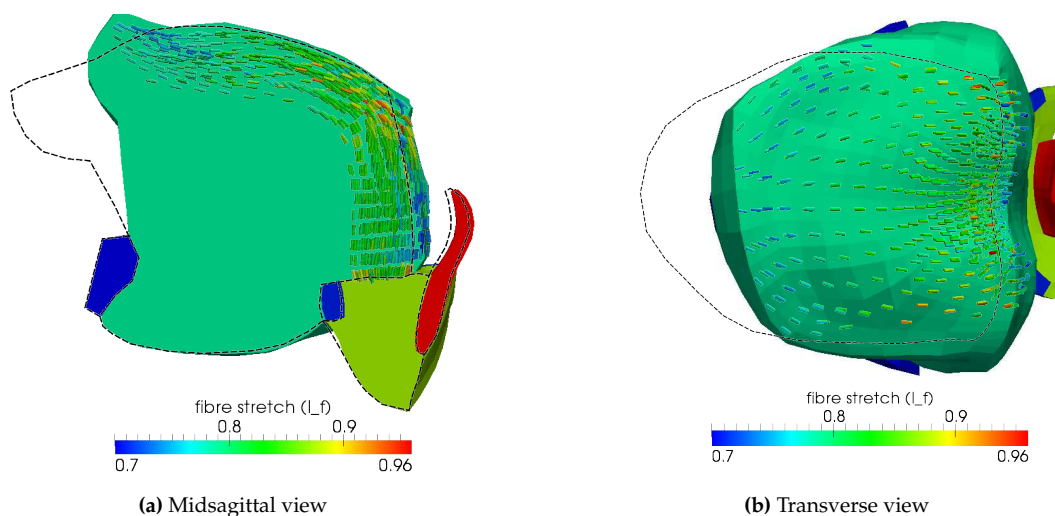 fibre stretch (l_f)
0.8 0.9
0.7 0.96
(a) Midsagittal view
fibre stretch (l_f)
0.8 0.9
0.7 0.96
(b) Transverse view